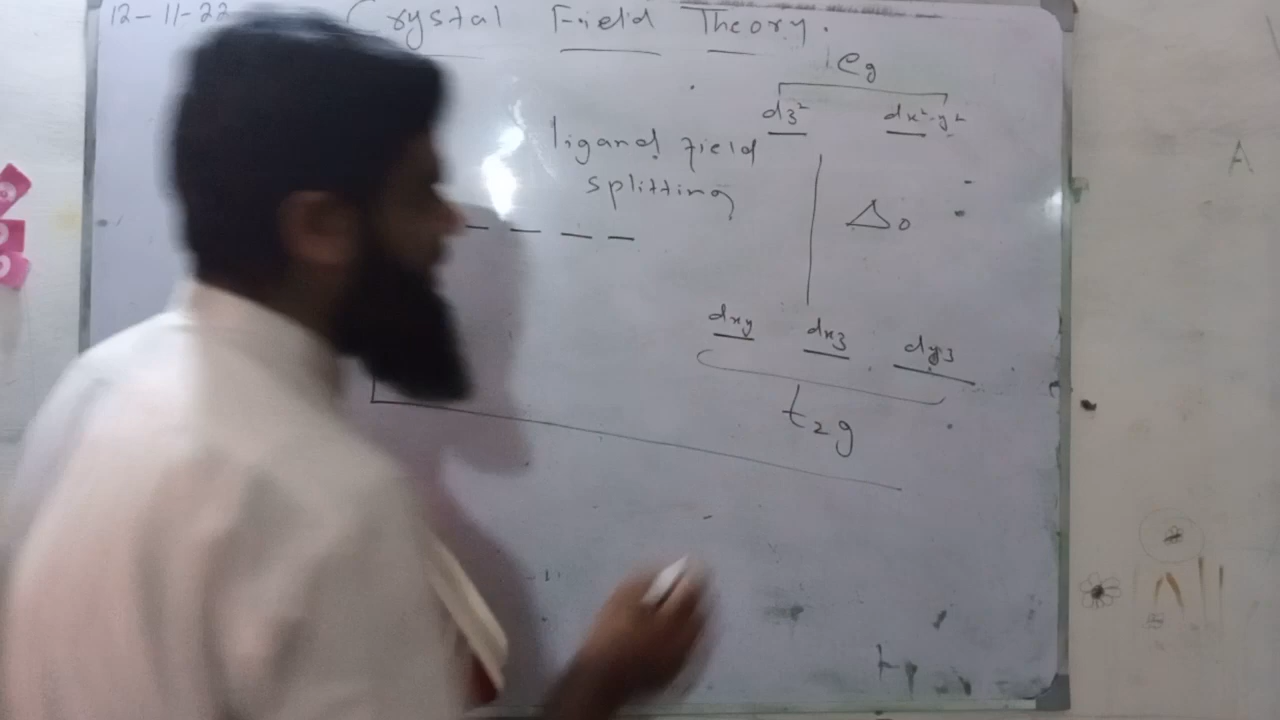 12-11-22 Crystal Field Theory.
eg
dz² dx²-y²
ligand field
splitting
Δo
dxy dxz dyz
t2g
A